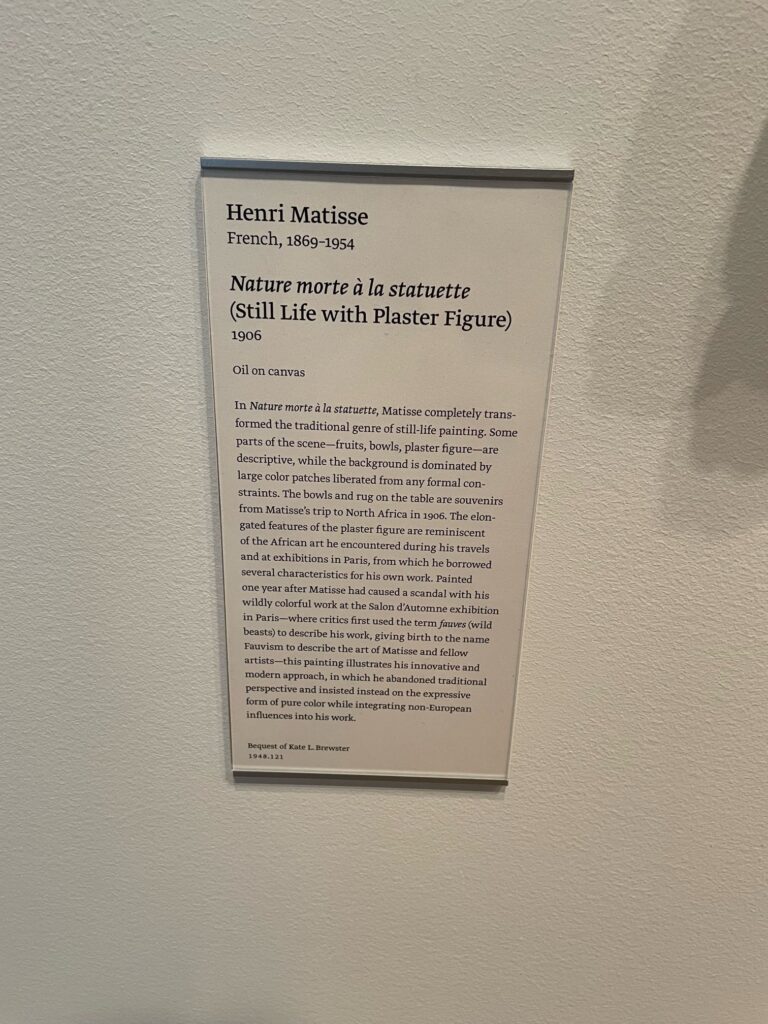 Henri Matisse
French, 1869–1954
Nature morte à la statuette
(Still Life with Plaster Figure)
1906
Oil on canvas
In Nature morte à la statuette, Matisse completely trans-
formed the traditional genre of still-life painting. Some
parts of the scene—fruits, bowls, plaster figure—are
descriptive, while the background is dominated by
large color patches liberated from any formal con-
straints. The bowls and rug on the table are souvenirs
from Matisse's trip to North Africa in 1906. The elon-
gated features of the plaster figure are reminiscent
of the African art he encountered during his travels
and at exhibitions in Paris, from which he borrowed
several characteristics for his own work. Painted
one year after Matisse had caused a scandal with his
wildly colorful work at the Salon d'Automne exhibition
in Paris—where critics first used the term fauves (wild
beasts) to describe his work, giving birth to the name
Fauvism to describe the art of Matisse and fellow
artists—this painting illustrates his innovative and
modern approach, in which he abandoned traditional
perspective and insisted instead on the expressive
form of pure color while integrating non-European
influences into his work.
Bequest of Kate L. Brewster
1948.121